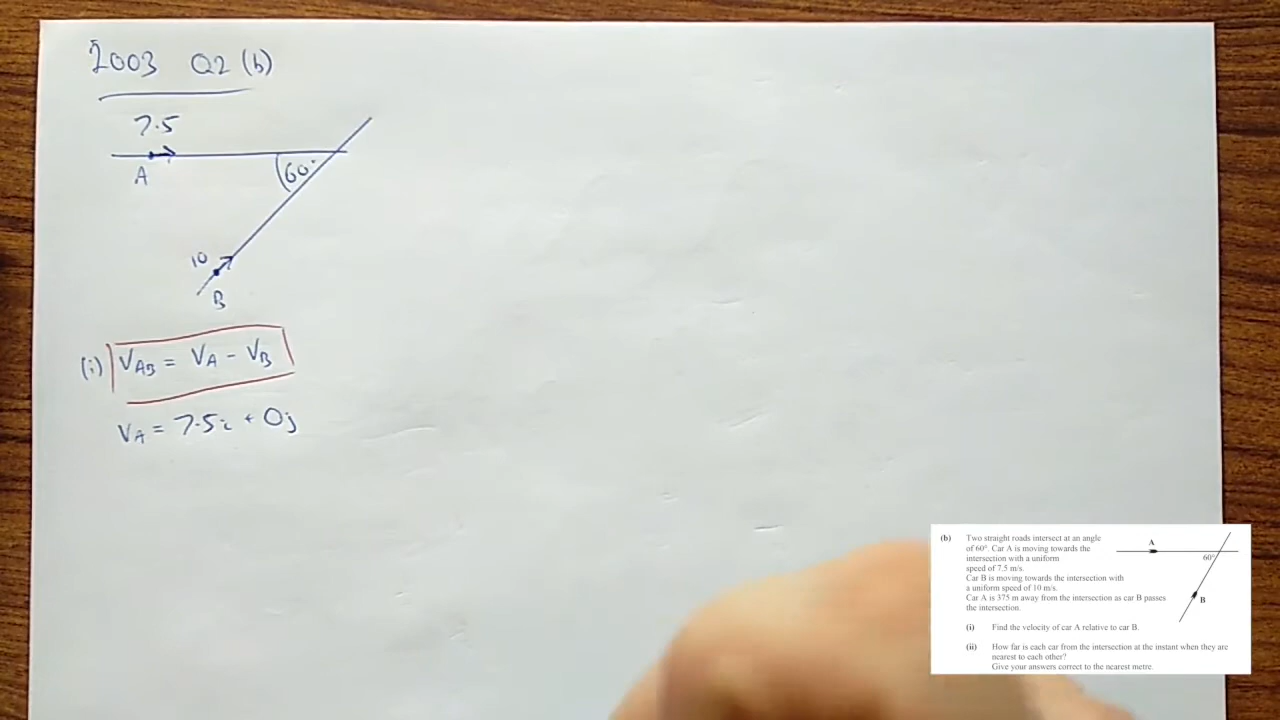 2003 Q2 (b)
7.5
A
60°
10
B
(i) V_AB = V_A - V_B
V_A = 7.5i + 0j
(b) Two straight roads intersect at an angle
of 60°. Car A is moving towards the
intersection with a uniform
speed of 7.5 m/s.
Car B is moving towards the intersection with
a uniform speed of 10 m/s.
Car A is 375 m away from the intersection as car B passes
the intersection.
A
60°
B
(i) Find the velocity of car A relative to car B.
(ii) How far is each car from the intersection at the instant when they are
nearest to each other?
Give your answers correct to the nearest metre.